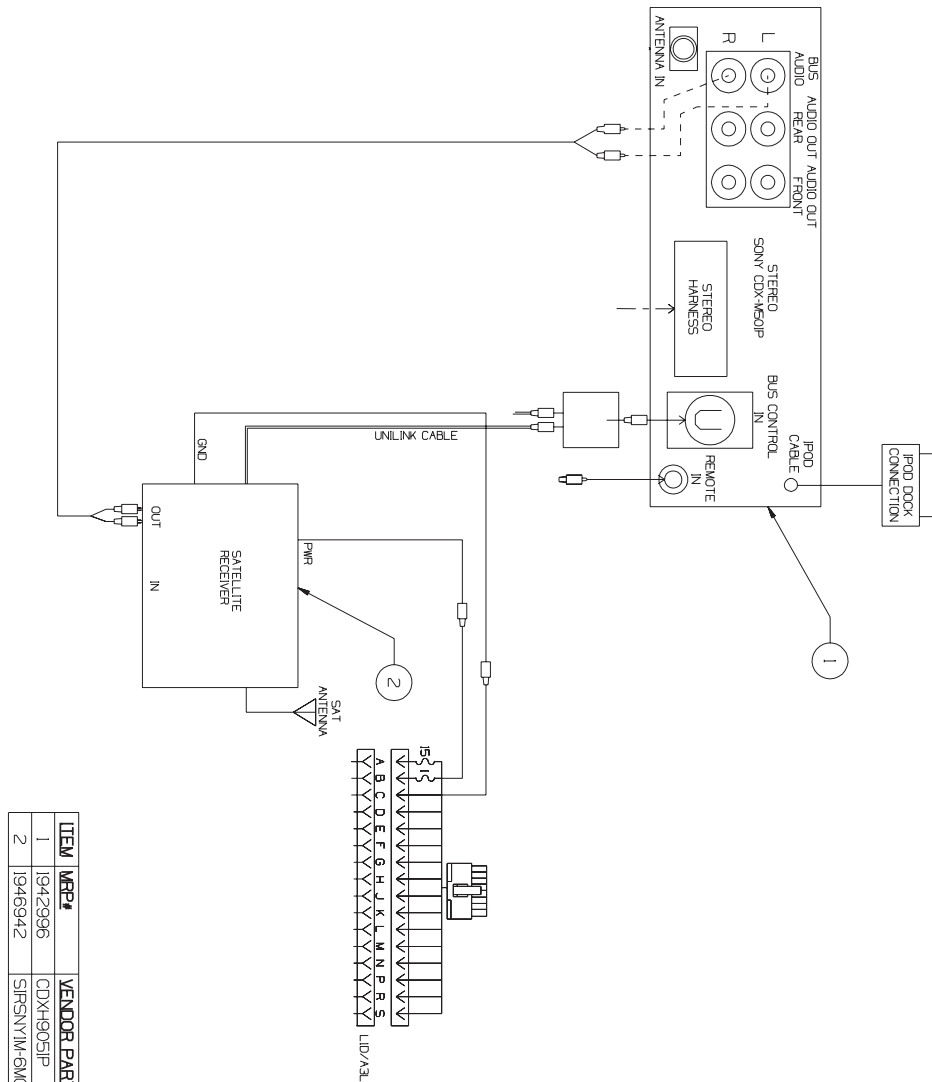 IPOD DOCK
CONNECTION
IPOD
CABLE
BUS
AUDIO
AUDIO OUT
REAR
AUDIO OUT
FRONT
L
R
ANTENNA IN
STEREO
SONY CDX-M50IP
STEREO
HARNESS
BUS CONTROL
IN
REMOTE
IN
1
UNILINK CABLE
GND
PWR
OUT
IN
SATELLITE
RECEIVER
2
SAT
ANTENNA
15
1
A B C D E F G H J K L M N P R S
ITEM MRP# VENDOR PAR
1 1942996 CDXH905IP
2 1946942